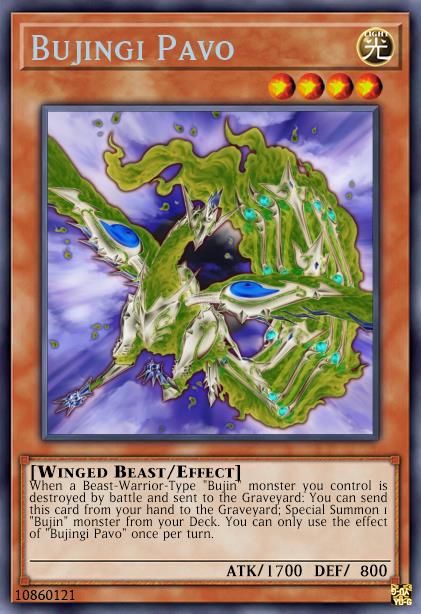 Bujingi Pavo
LIGHT
光
[Winged Beast/Effect]
When a Beast-Warrior-Type "Bujin" monster you control is
destroyed by battle and sent to the Graveyard: You can send
this card from your hand to the Graveyard; Special Summon 1
"Bujin" monster from your Deck. You can only use the effect
of "Bujingi Pavo" once per turn.
ATK/1700 DEF/ 800
10860121